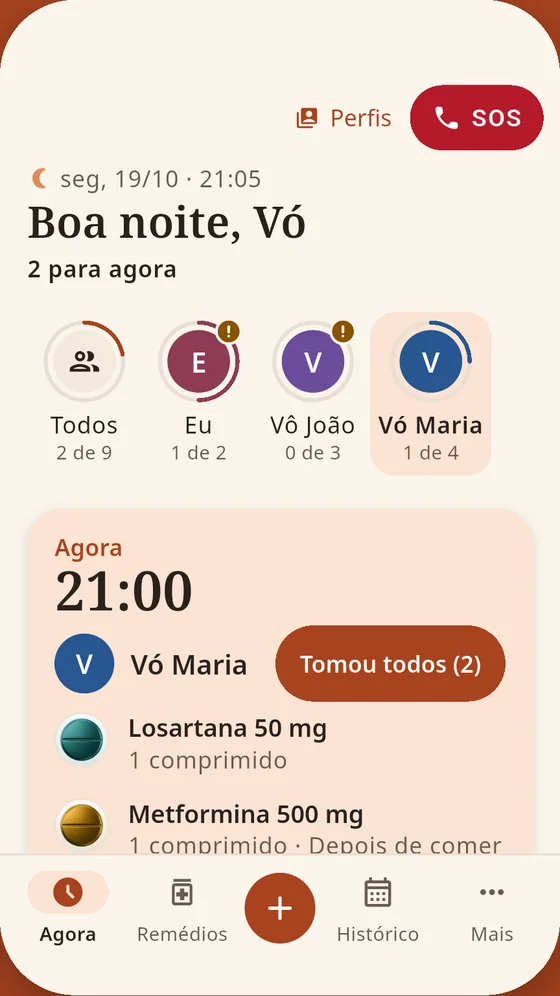 Perfis
SOS
seg, 19/10 · 21:05
Boa noite, Vó
2 para agora
E
V
V
Todos
Eu
Vô João
Vó Maria
2 de 9
1 de 2
0 de 3
1 de 4
Agora
21:00
V
Vó Maria
Tomou todos (2)
Losartana 50 mg
1 comprimido
Metformina 500 mg
1 comprimido · Depois de comer
Agora
Remédios
Histórico
Mais